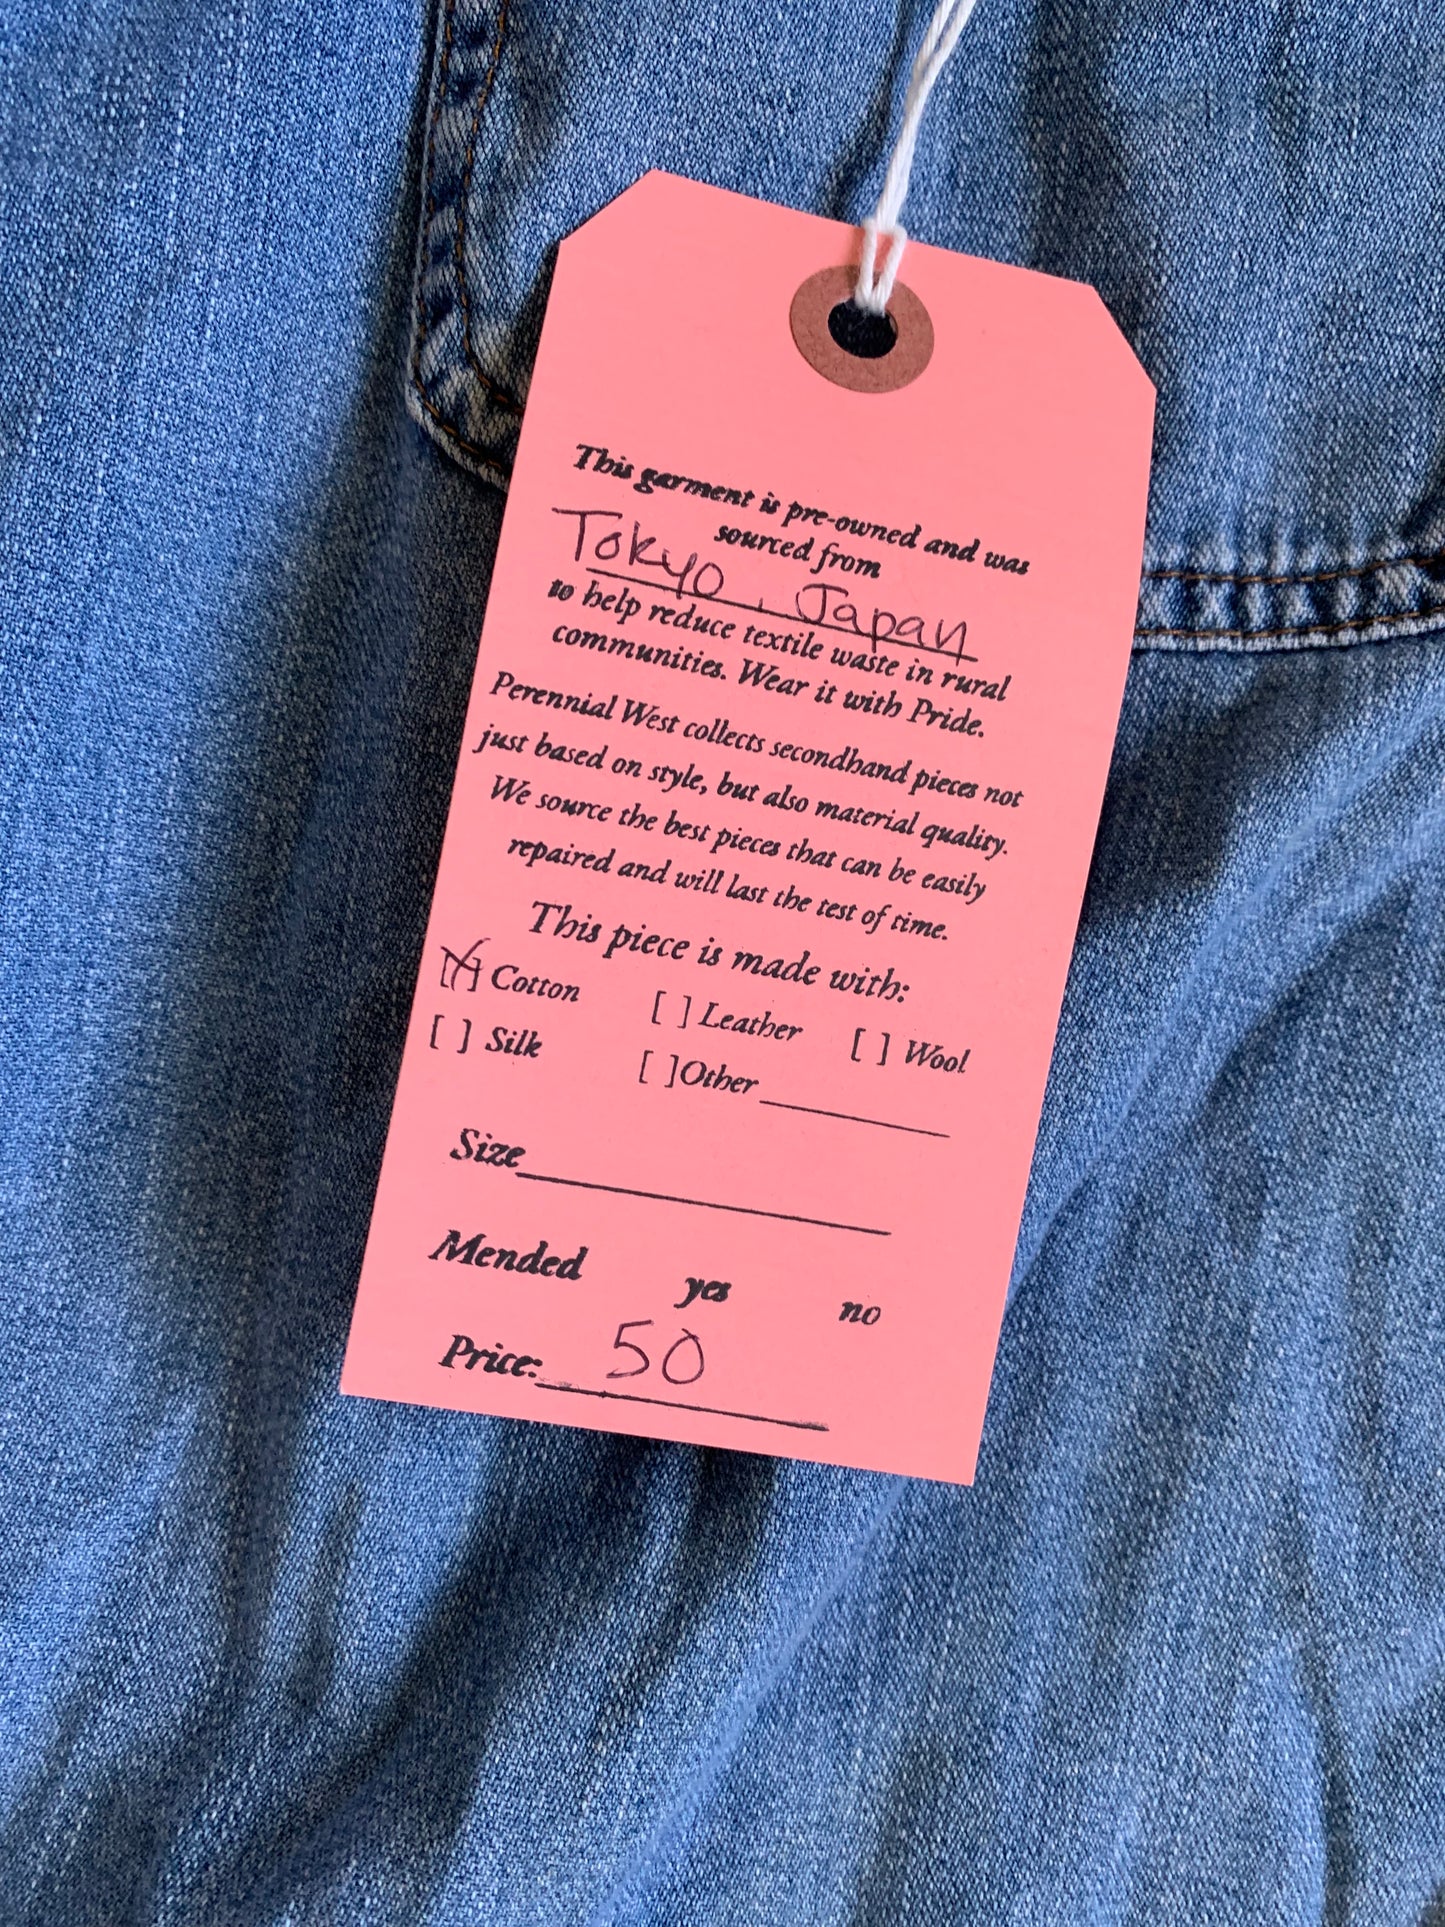 This garment is pre-owned and was
sourced from
Tokyo, Japan
to help reduce textile waste in rural
communities. Wear it with Pride.
Perennial West collects secondhand pieces not
just based on style, but also material quality.
We source the best pieces that can be easily
repaired and will last the test of time.
This piece is made with:
[X] Cotton [ ] Leather [ ] Wool
[ ] Silk [ ] Other
Size
Mended yes no
Price: 50